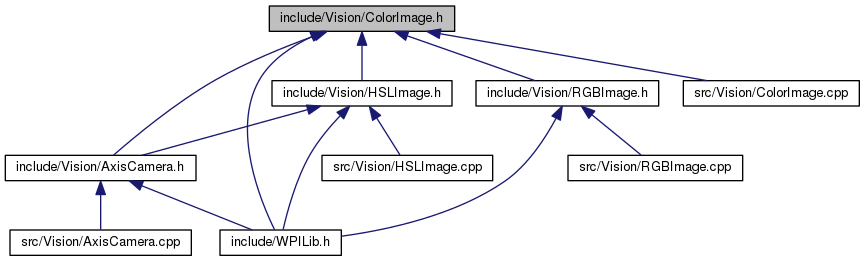 include/Vision/ColorImage.h
include/Vision/HSLImage.h
include/Vision/RGBImage.h
src/Vision/ColorImage.cpp
include/Vision/AxisCamera.h
src/Vision/HSLImage.cpp
src/Vision/RGBImage.cpp
src/Vision/AxisCamera.cpp
include/WPILib.h